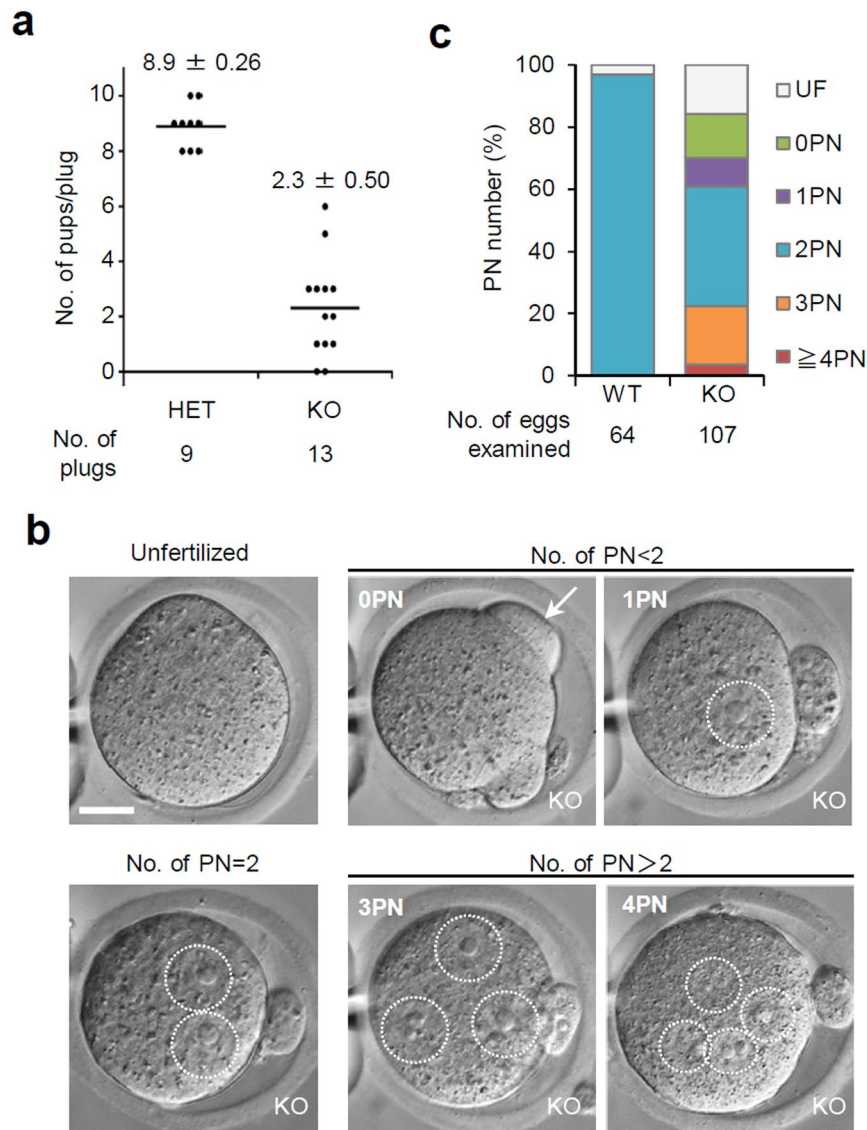 a
8.9 ± 0.26
2.3 ± 0.50
No. of pups/plug
10
8
6
4
2
0
HET KO
No. of plugs 9 13
c
PN number (%)
100
80
60
40
20
0
WT KO
No. of eggs examined 64 107
UF
0PN
1PN
2PN
3PN
≧4PN
b
Unfertilized
No. of PN<2
0PN
KO
1PN
KO
No. of PN=2
KO
No. of PN>2
3PN
KO
4PN
KO